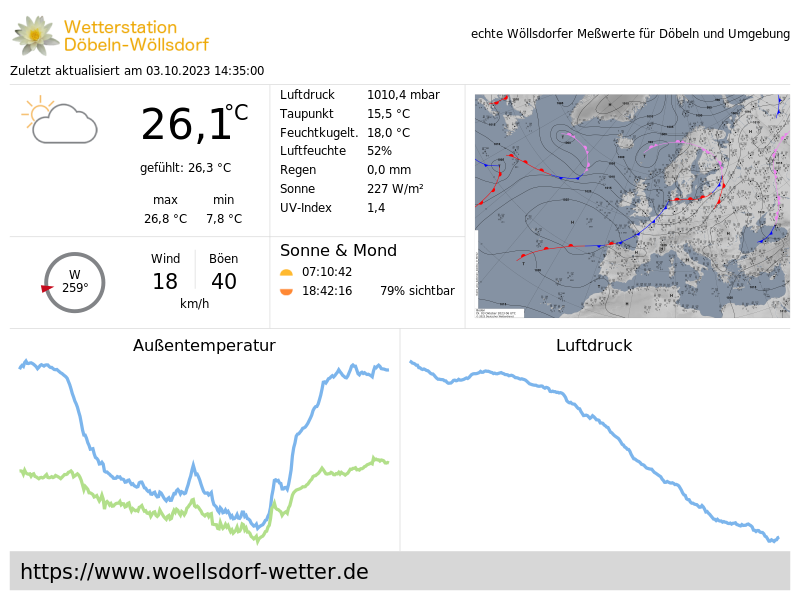 Wetterstation
Döbeln-Wöllsdorf
echte Wöllsdorfer Meßwerte für Döbeln und Umgebung
Zuletzt aktualisiert am 03.10.2023 14:35:00
26,1°C
gefühlt: 26,3 °C
max min
26,8 °C 7,8 °C
Luftdruck 1010,4 mbar
Taupunkt 15,5 °C
Feuchtkugelt. 18,0 °C
Luftfeuchte 52%
Regen 0,0 mm
Sonne 227 W/m²
UV-Index 1,4
W
259°
Wind Böen
18 40
km/h
Sonne & Mond
07:10:42
18:42:16 79% sichtbar
Außentemperatur
Luftdruck
https://www.woellsdorf-wetter.de